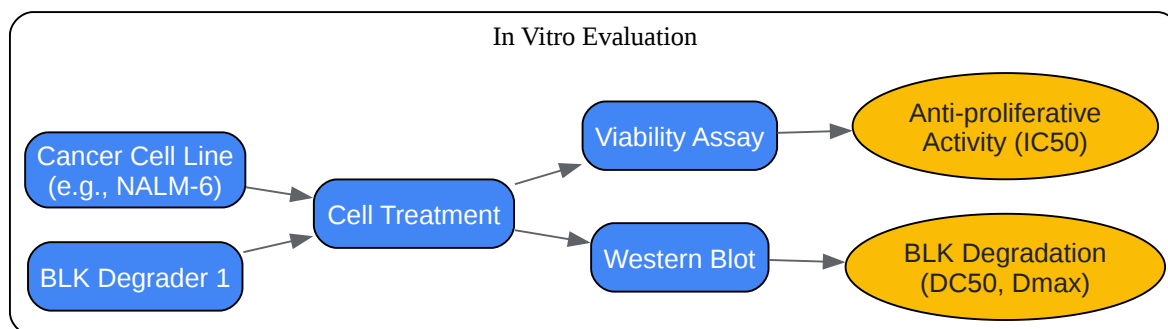 In Vitro Evaluation
Cancer Cell Line
(e.g., NALM-6)
BLK Degrader 1
Cell Treatment
Viability Assay
Western Blot
Anti-proliferative
Activity (IC50)
BLK Degradation
(DC50, Dmax)